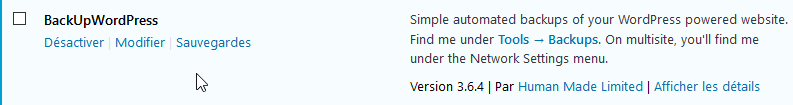 BackUpWordPress
Désactiver | Modifier | Sauvegardes
Simple automated backups of your WordPress powered website.
Find me under Tools → Backups. On multisite, you'll find me
under the Network Settings menu.
Version 3.6.4 | Par Human Made Limited | Afficher les détails